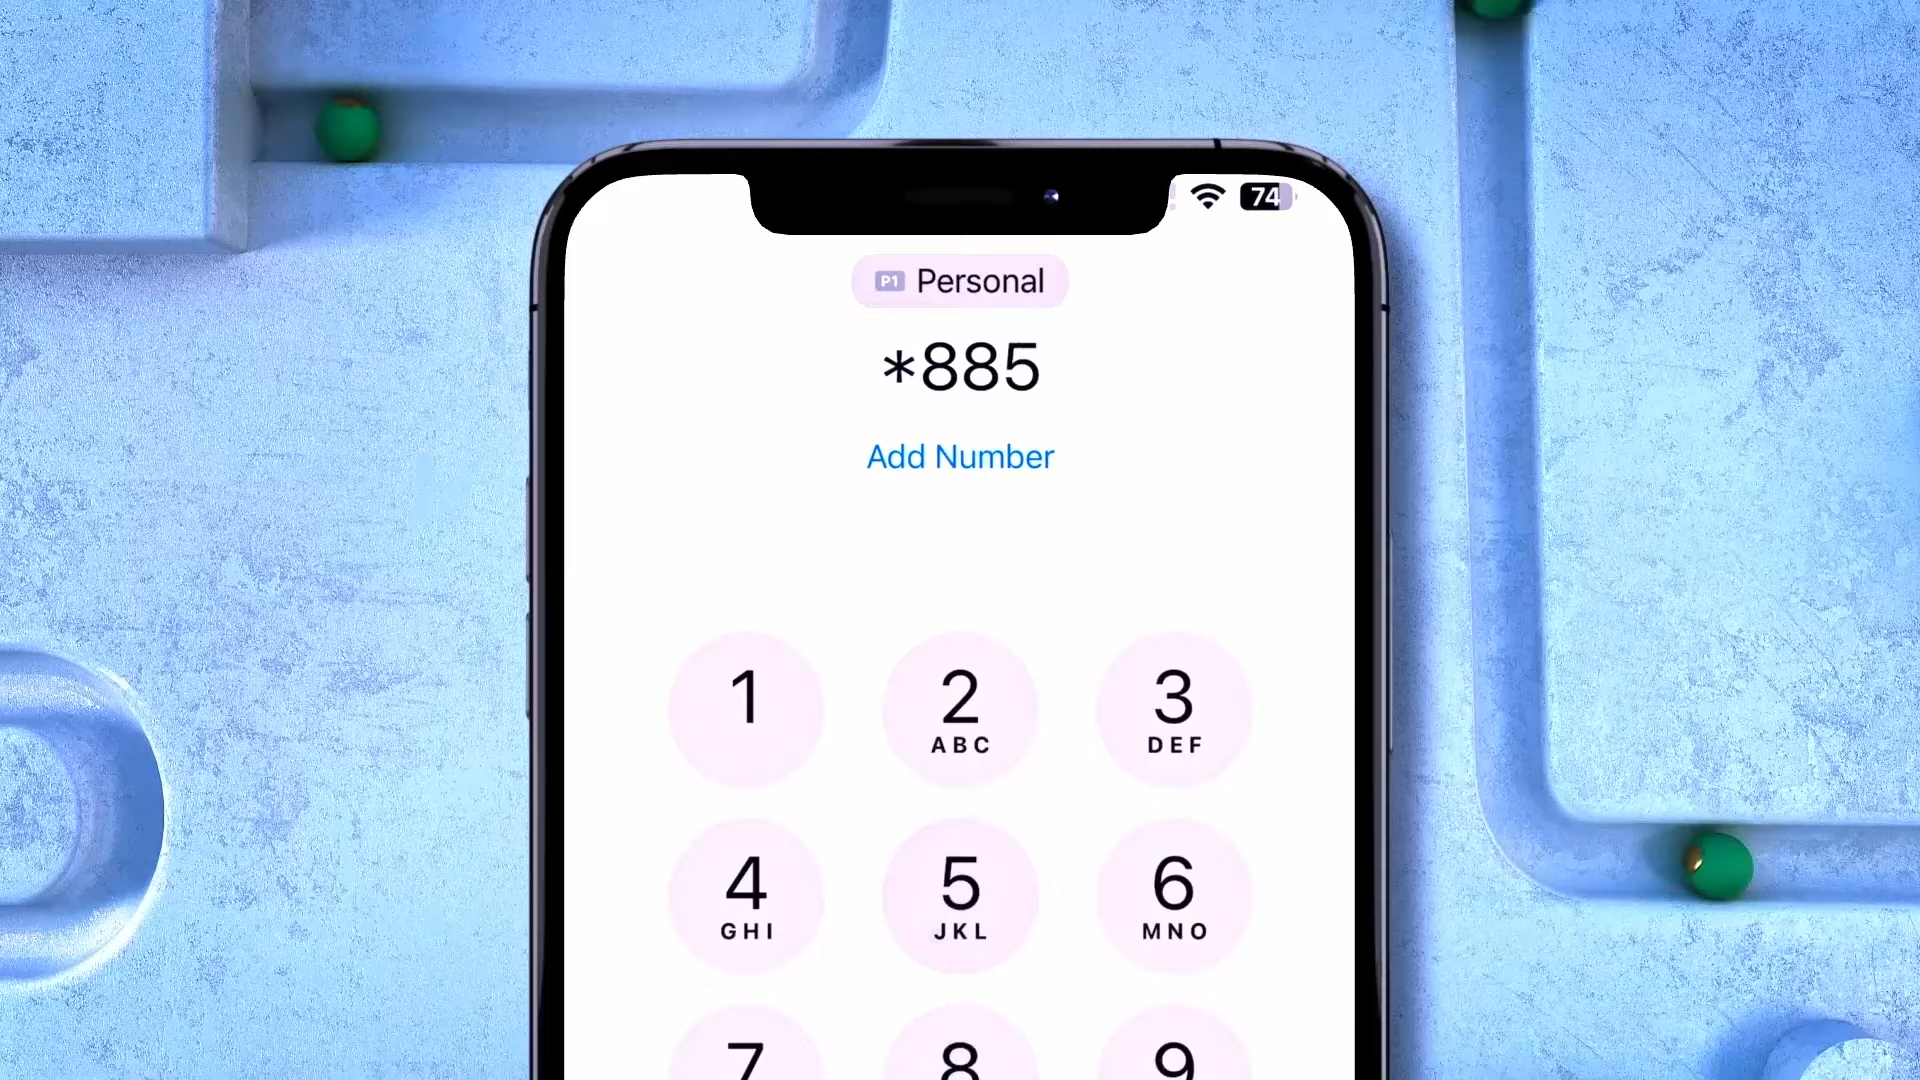 74
P1 Personal
*885
Add Number
1 2 3
ABC DEF
4 5 6
GHI JKL MNO
7 8 9